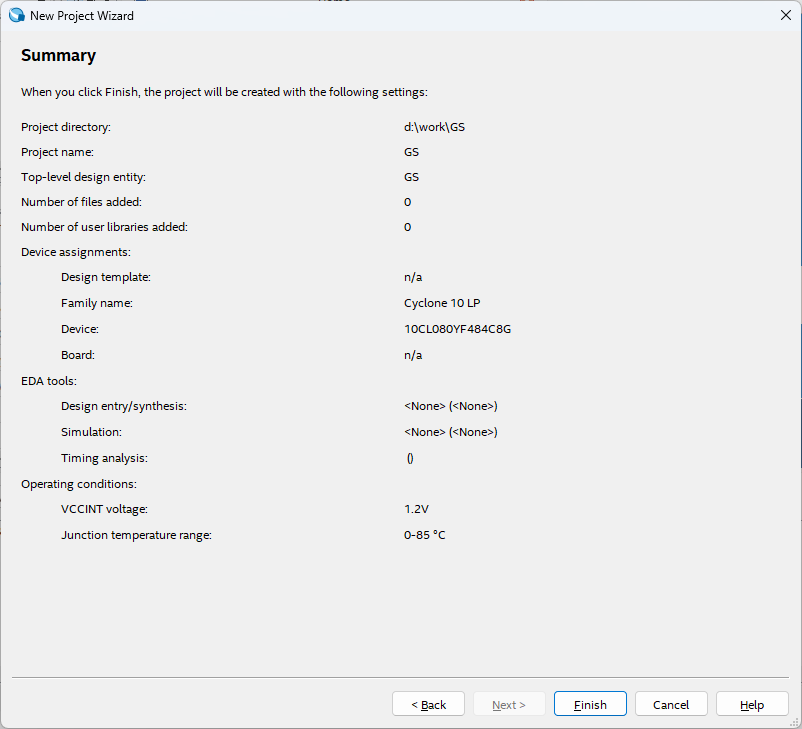 New Project Wizard
Summary
When you click Finish, the project will be created with the following settings:
Project directory: d:\work\GS
Project name: GS
Top-level design entity: GS
Number of files added: 0
Number of user libraries added: 0
Device assignments:
Design template: n/a
Family name: Cyclone 10 LP
Device: 10CL080YF484C8G
Board: n/a
EDA tools:
Design entry/synthesis: <None> (<None>)
Simulation: <None> (<None>)
Timing analysis: ()
Operating conditions:
VCCINT voltage: 1.2V
Junction temperature range: 0-85 °C
< Back Next > Finish Cancel Help